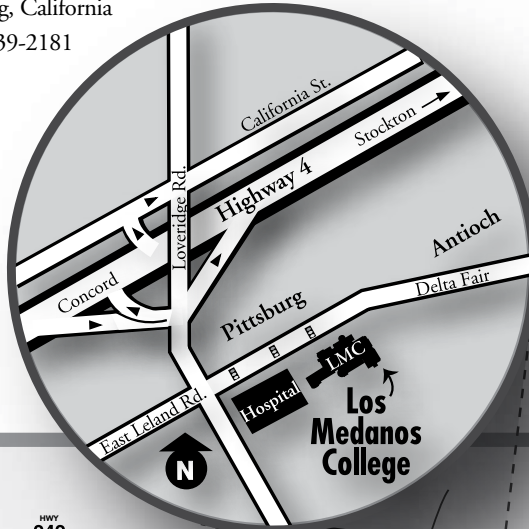 g, California
39-2181
California St.
Stockton
Highway 4
Loveridge Rd.
Concord
Antioch
Delta Fair
Pittsburg
LMC
Hospital
East Leland Rd.
Los
Medanos
College
N
HWY